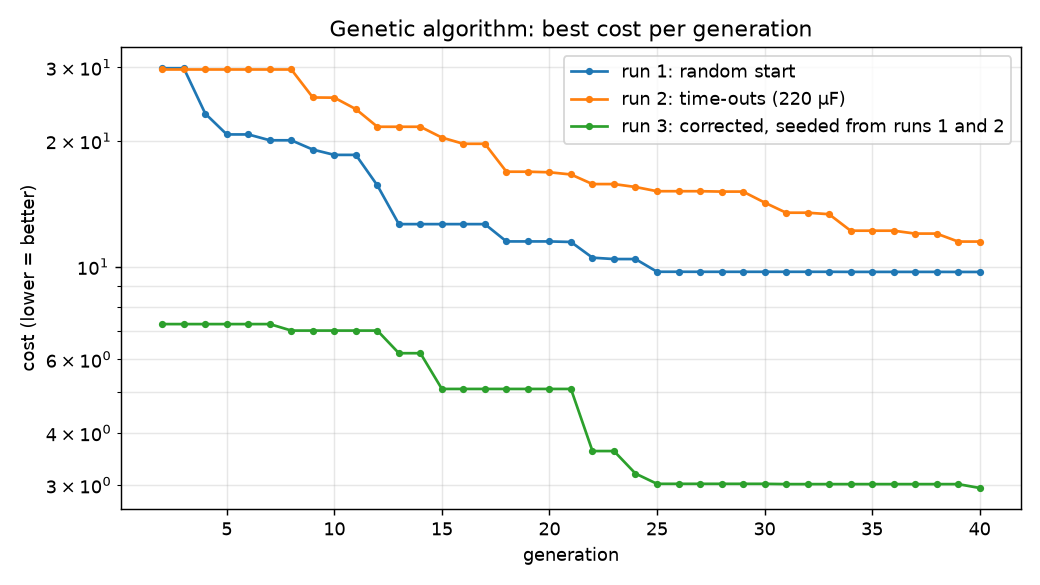 Genetic algorithm: best cost per generation
run 1: random start
run 2: time-outs (220 µF)
run 3: corrected, seeded from runs 1 and 2
cost (lower = better)
3 × 10¹
2 × 10¹
10¹
6 × 10⁰
4 × 10⁰
3 × 10⁰
5 10 15 20 25 30 35 40
generation